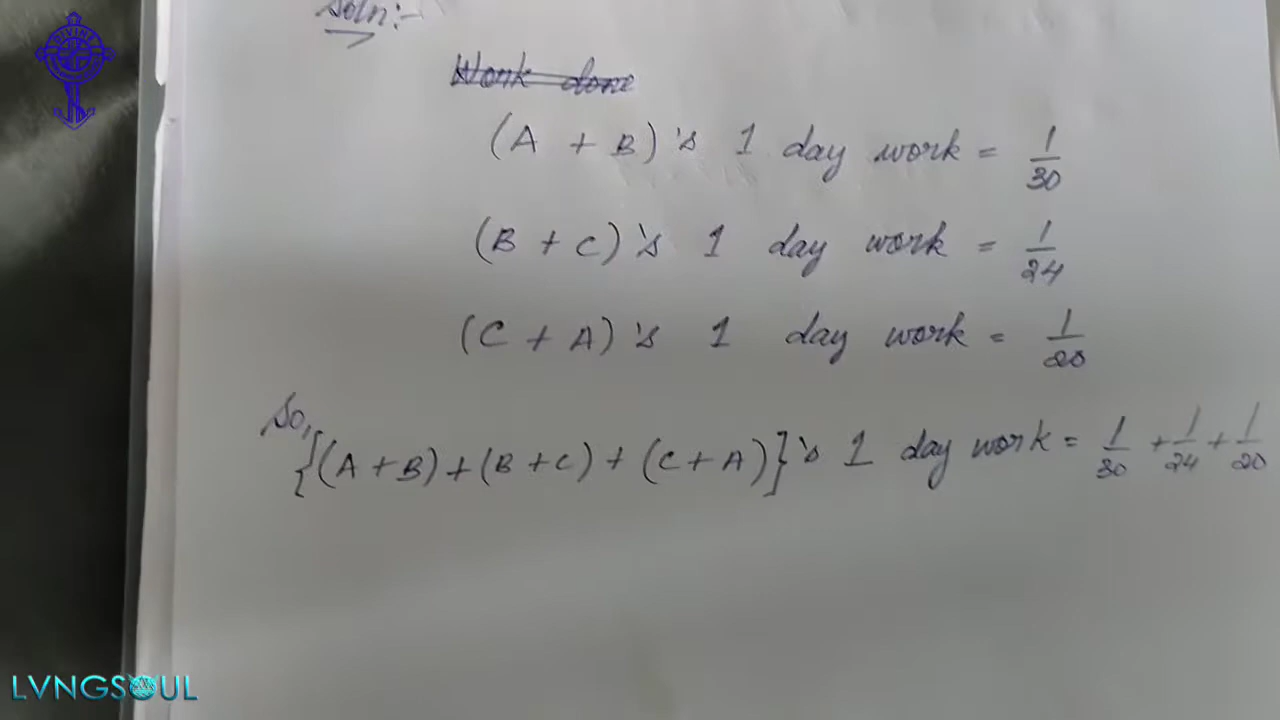 Soln:-
Work done
(A + B)'s 1 day work = 1/30
(B + C)'s 1 day work = 1/24
(C + A)'s 1 day work = 1/20
So,
{(A+B)+(B+C)+(C+A)}'s 1 day work = 1/30 + 1/24 + 1/20
DIVINE
LVNGSOUL